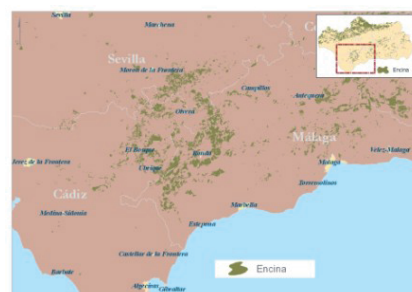 Sevilla
Marchena
C
Encina
Sevilla
Morón de la Frontera
Campillos
Antequera
Olvera
Málaga
El Bosque
Ronda
Ubrique
Málaga
Vélez-Málaga
Jerez de la Frontera
Cádiz
Marbella
Medina-Sidonia
Estepona
Castellar de la Frontera
Barbate
Algeciras
Gibraltar
Encina